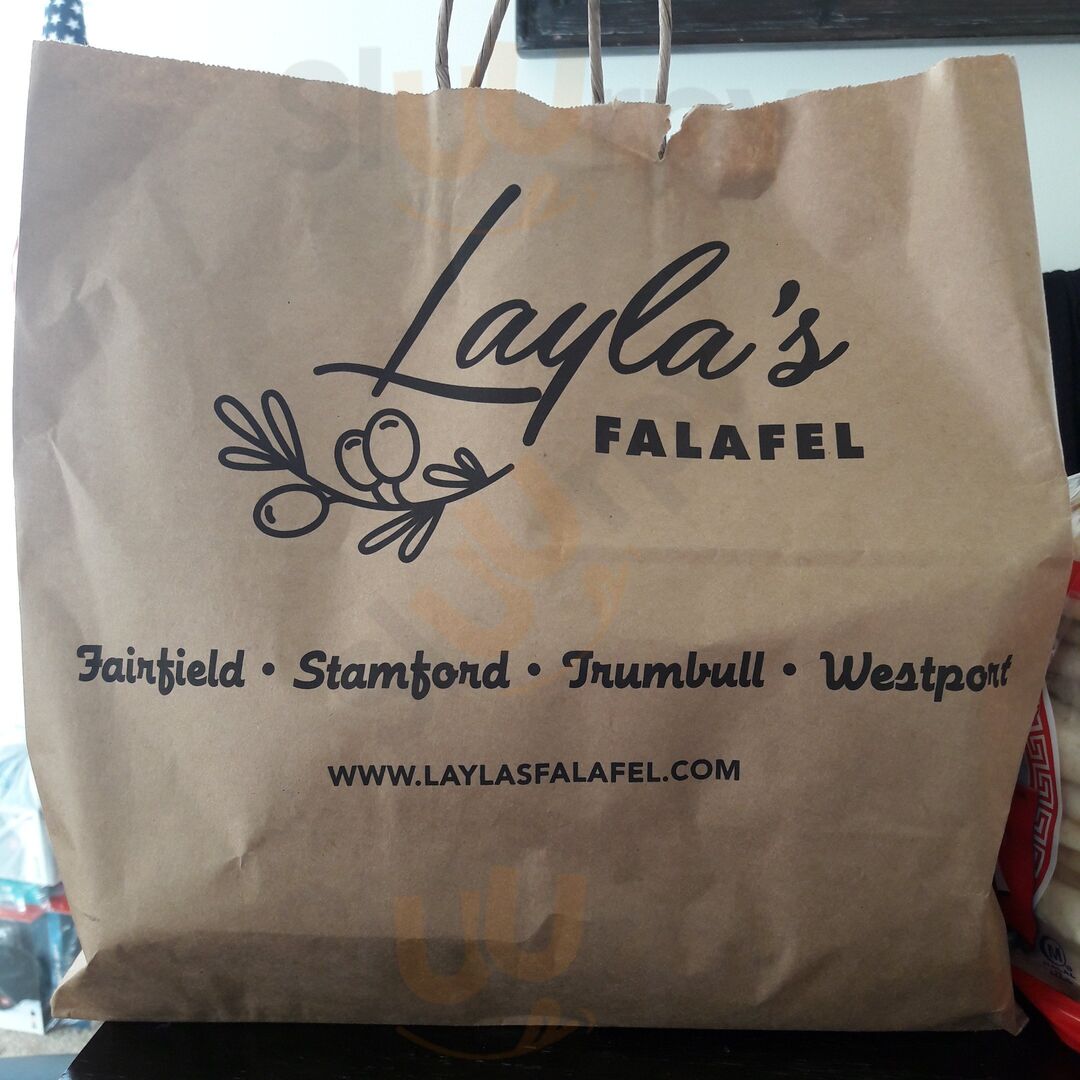 Layla's
FALAFEL
Fairfield • Stamford • Trumbull • Westport
WWW.LAYLASFALAFEL.COM